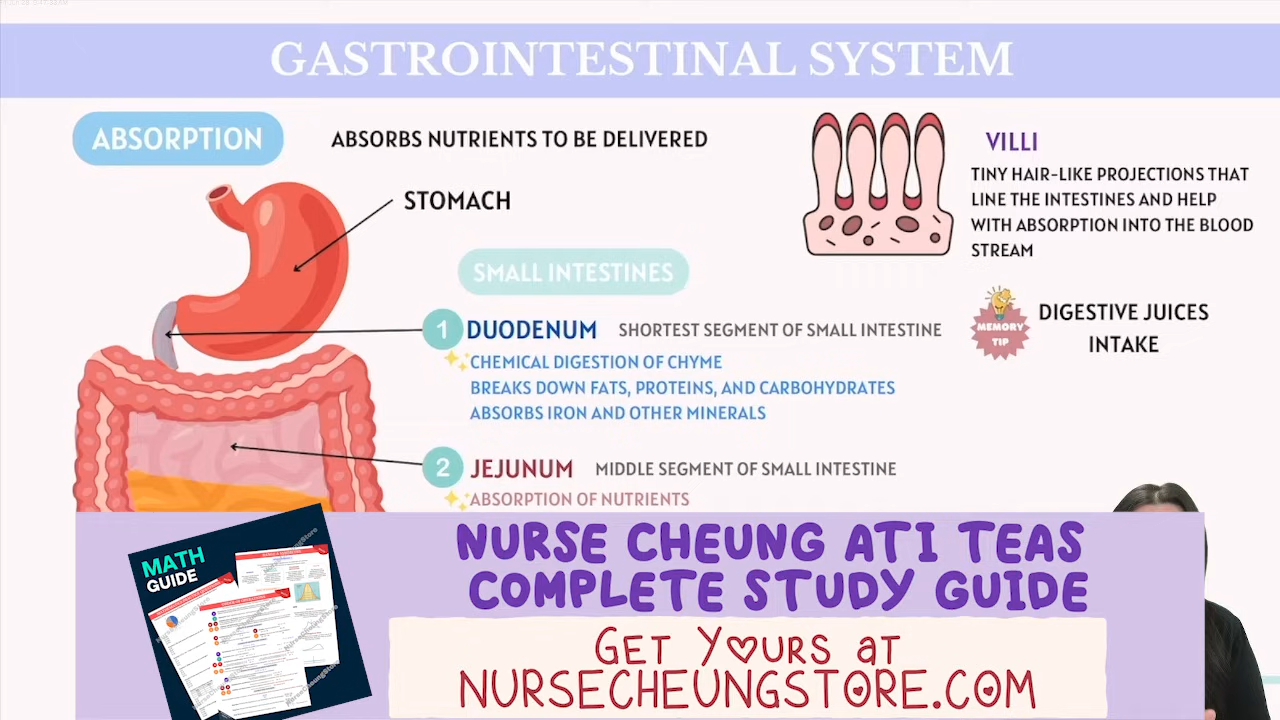 GASTROINTESTINAL SYSTEM
ABSORPTION
ABSORBS NUTRIENTS TO BE DELIVERED
STOMACH
VILLI
TINY HAIR-LIKE PROJECTIONS THAT
LINE THE INTESTINES AND HELP
WITH ABSORPTION INTO THE BLOOD
STREAM
SMALL INTESTINES
1 DUODENUM SHORTEST SEGMENT OF SMALL INTESTINE
CHEMICAL DIGESTION OF CHYME
BREAKS DOWN FATS, PROTEINS, AND CARBOHYDRATES
ABSORBS IRON AND OTHER MINERALS
MEMORY
TIP
DIGESTIVE JUICES
INTAKE
2 JEJUNUM MIDDLE SEGMENT OF SMALL INTESTINE
ABSORPTION OF NUTRIENTS
MATH
GUIDE
NURSE CHEUNG ATI TEAS
COMPLETE STUDY GUIDE
GET YOURS AT
NURSECHEUNGSTORE.COM